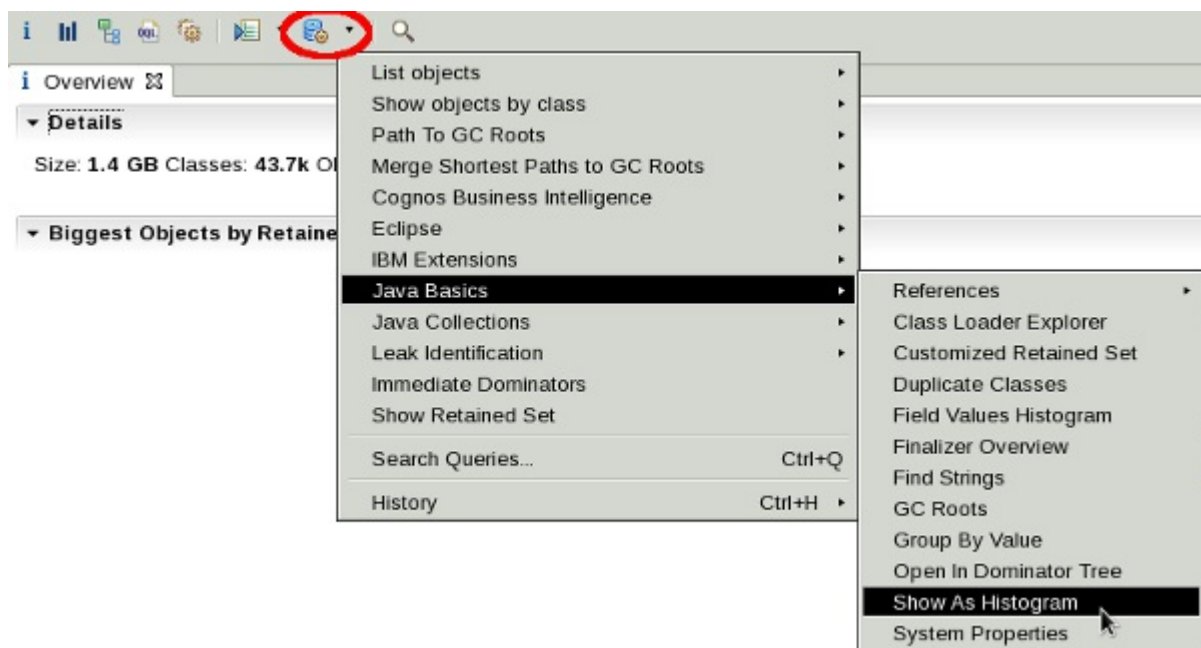 i OQL
i Overview
Details
Size: 1.4 GB Classes: 43.7k Ol
Biggest Objects by Retaine
List objects
Show objects by class
Path To GC Roots
Merge Shortest Paths to GC Roots
Cognos Business Intelligence
Eclipse
IBM Extensions
Java Basics
Java Collections
Leak Identification
Immediate Dominators
Show Retained Set
Search Queries... Ctrl+Q
History Ctrl+H
References
Class Loader Explorer
Customized Retained Set
Duplicate Classes
Field Values Histogram
Finalizer Overview
Find Strings
GC Roots
Group By Value
Open In Dominator Tree
Show As Histogram
System Properties